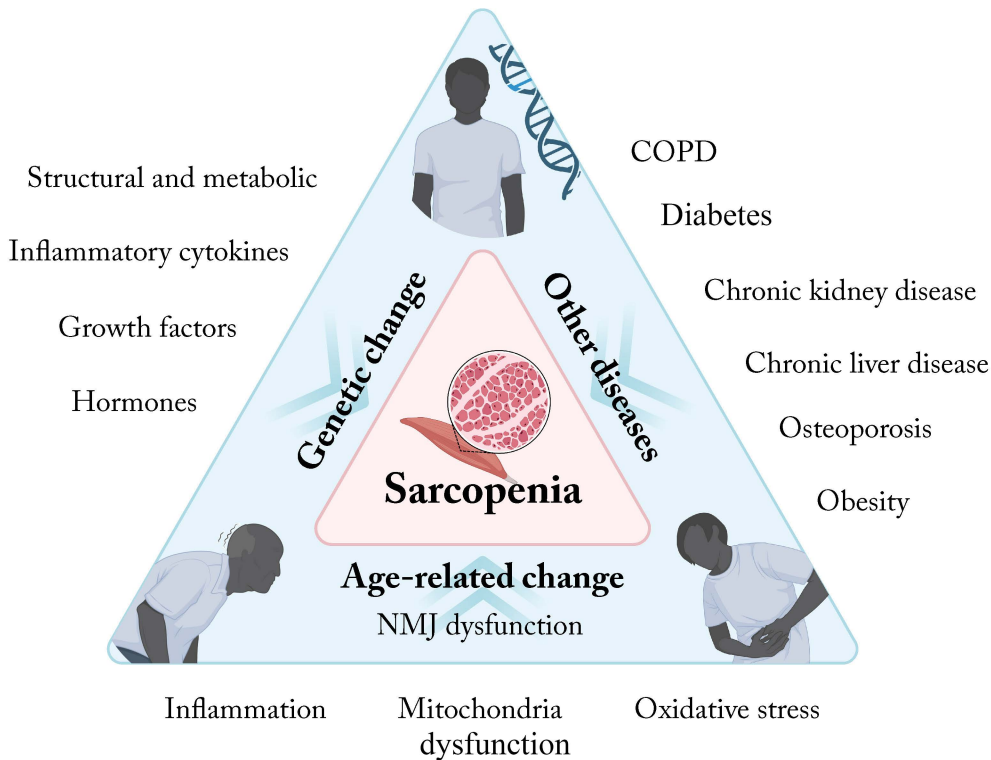 COPD
Structural and metabolic
Diabetes
Inflammatory cytokines
Chronic kidney disease
Growth factors
Genetic change
Other diseases
Chronic liver disease
Hormones
Osteoporosis
Sarcopenia
Obesity
Age-related change
NMJ dysfunction
Inflammation
Mitochondria
dysfunction
Oxidative stress